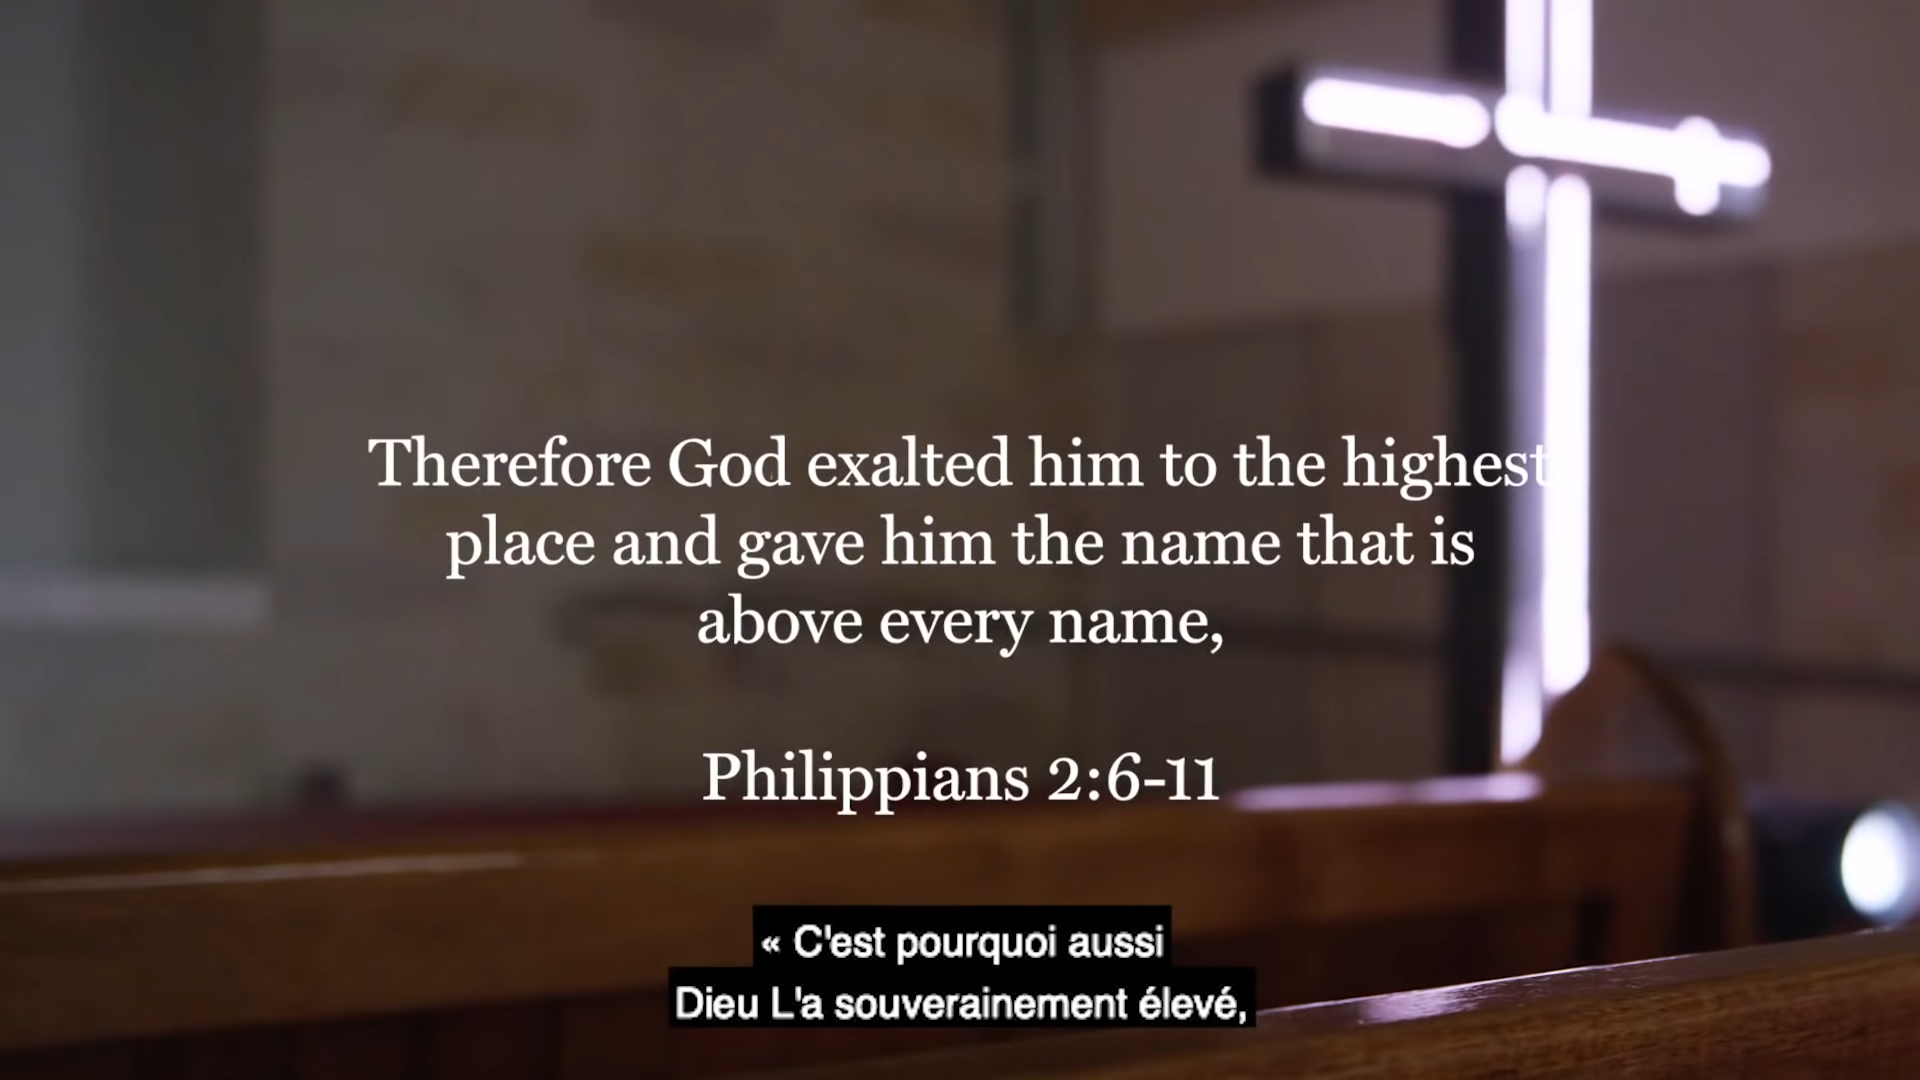 Therefore God exalted him to the highest
place and gave him the name that is
above every name,
Philippians 2:6-11
« C'est pourquoi aussi
Dieu L'a souverainement élevé,